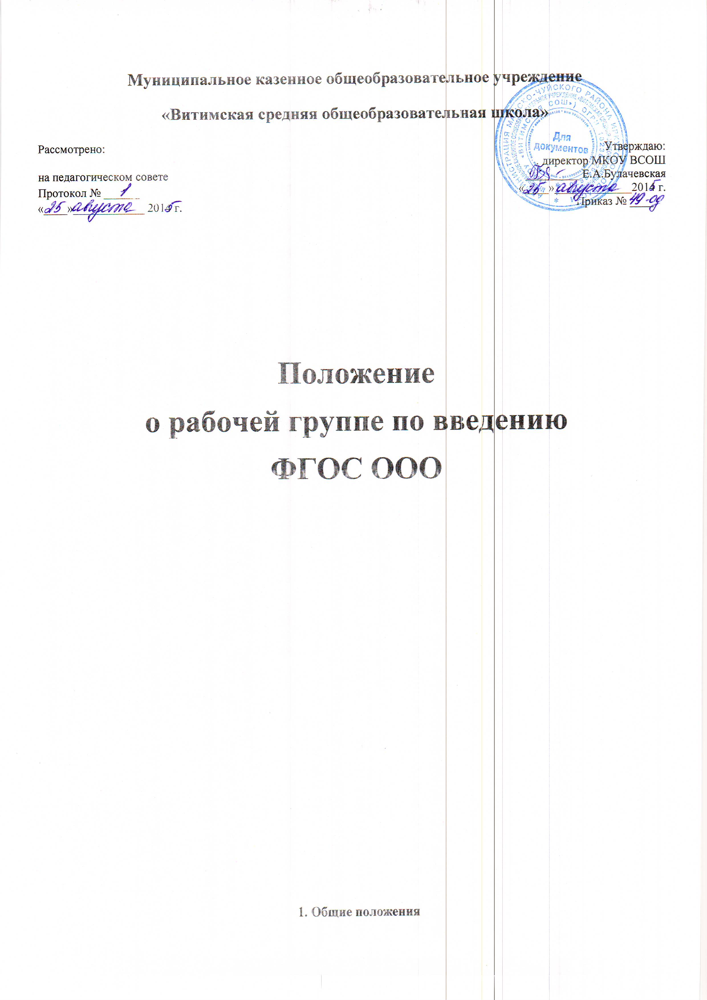 Муниципальное казенное общеобразовательное учреждение
«Витимская средняя общеобразовательная школа»
Рассмотрено:
на педагогическом совете
Протокол № 1
«25» августа 2015 г.
Утверждаю:
директор МКОУ ВСОШ
Е.А.Булачевская
«25» августа 2015 г.
Приказ № 49-од
Для
документов
Положение
о рабочей группе по введению
ФГОС ООО
1. Общие положения